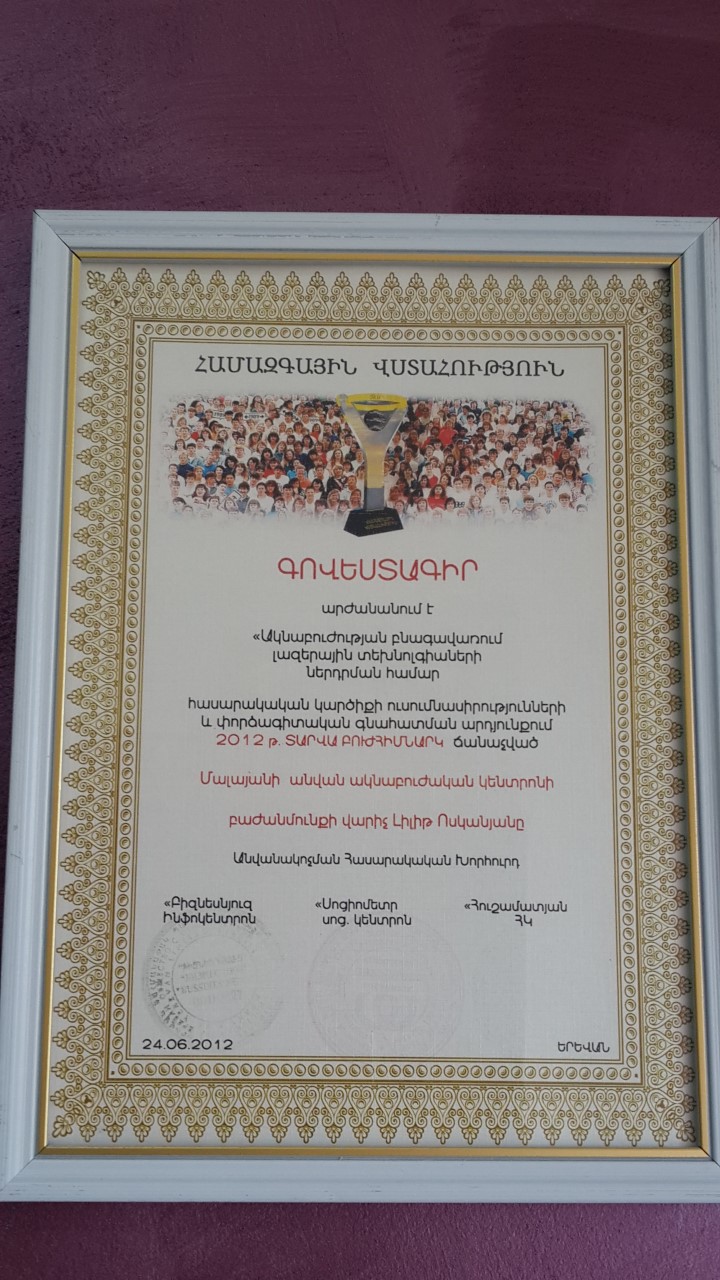 ՀԱՄԱԶԳԱՅԻՆ ՎՍՏԱՀՈՒԹՅՈՒՆ
ԳՈՎԵՍՏԱԳԻՐ
արժանանում է
«Ակնաբուժության բնագավառում
լազերային տեխնոլգիաների
ներդրման համար
հասարակական կարծիքի ուսումնասիրությունների
և փորձագիտական գնահատման արդյունքում
2012 թ. ՏԱՐՎԱ ԲՈՒԺՀԻՄՆԱՐԿ ճանաչված
Մալայանի անվան ակնաբուժական կենտրոնի
բաժանմունքի վարիչ Լիլիթ Ոսկանյանը
Անվանակոչման Հասարակական Խորհուրդ
«Բիզնեսնյուզ «Սոցիոմետր «Հուշամատյան
Ինֆոկենտրոն սոց. կենտրոն ՀԿ
24.06.2012 ԵՐԵՎԱՆ